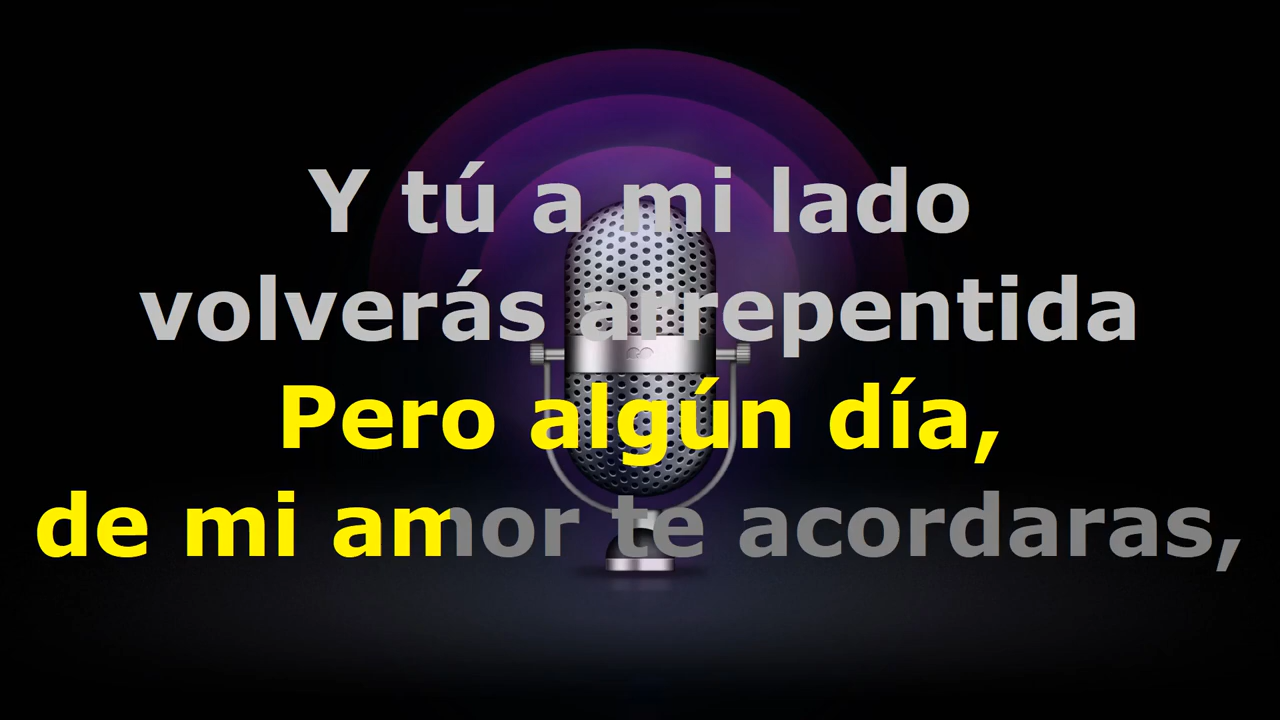 Y tú a mi lado
volverás arrepentida
Pero algún día,
de mi amor te acordaras,